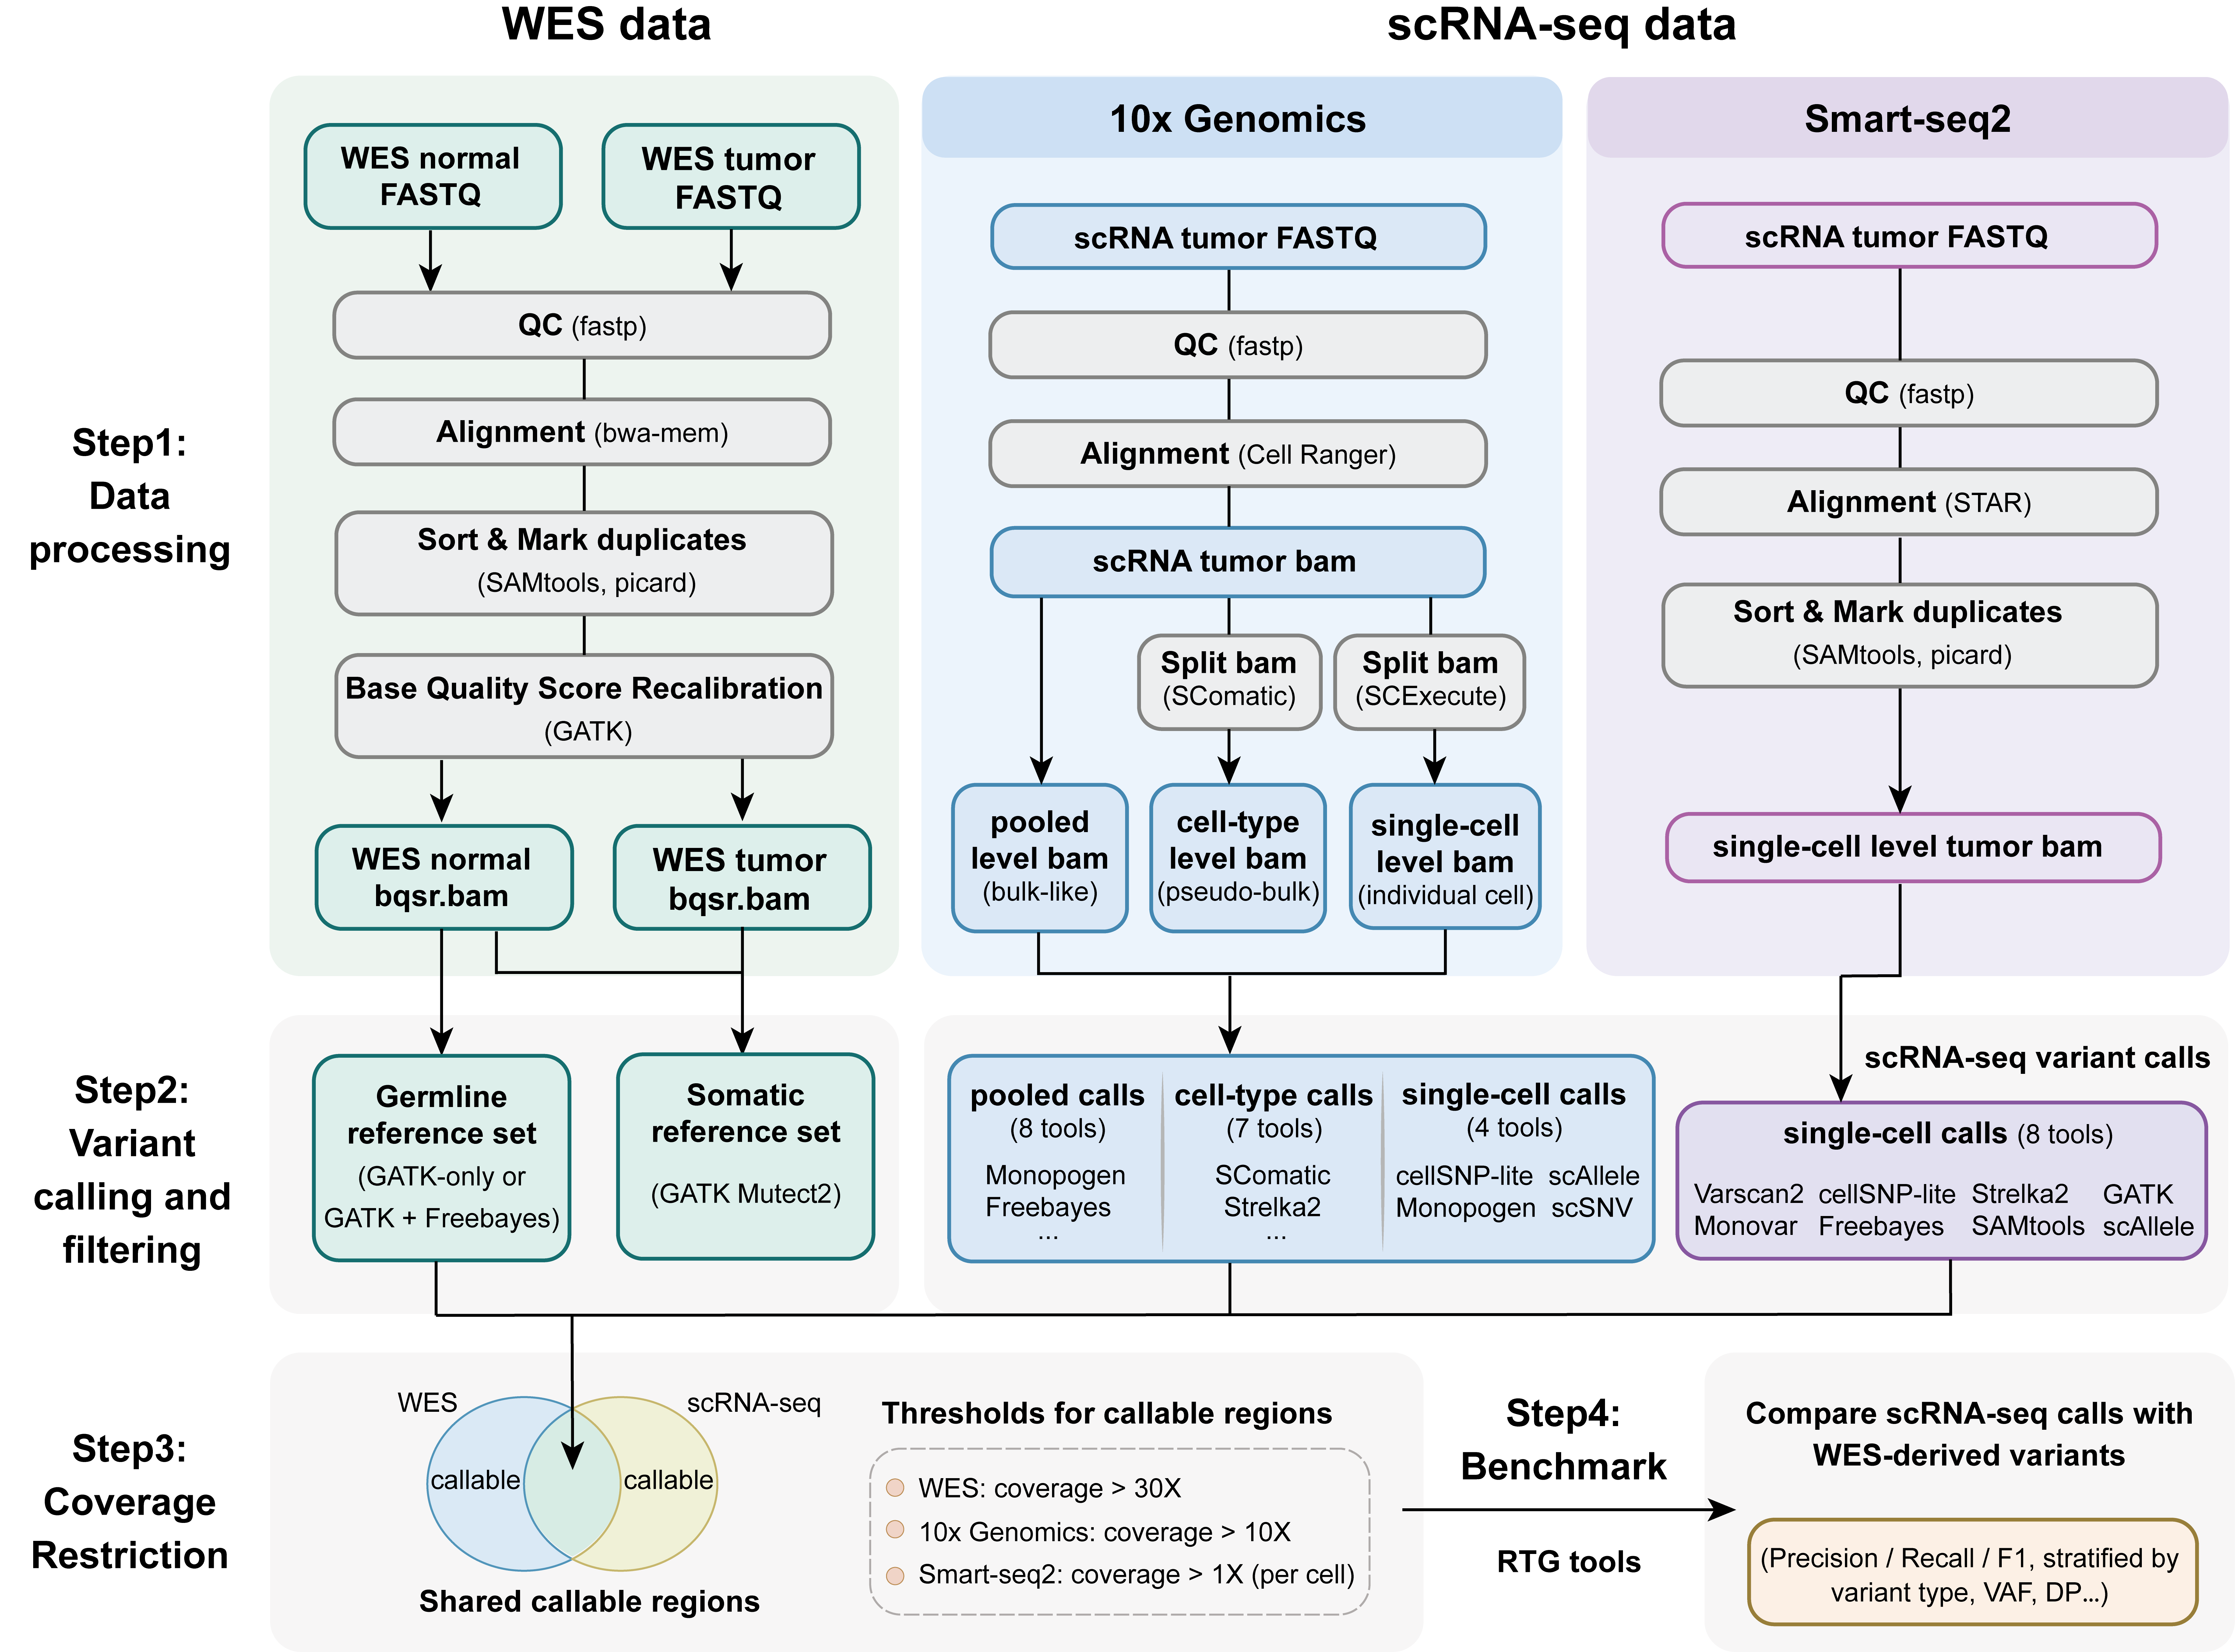 WES data
scRNA-seq data
10x Genomics
Smart-seq2
Step1:
Data
processing
WES normal
FASTQ
WES tumor
FASTQ
QC (fastp)
Alignment (bwa-mem)
Sort & Mark duplicates
(SAMtools, picard)
Base Quality Score Recalibration
(GATK)
WES normal
bqsr.bam
WES tumor
bqsr.bam
scRNA tumor FASTQ
QC (fastp)
Alignment (Cell Ranger)
scRNA tumor bam
Split bam
(SComatic)
Split bam
(SCExecute)
pooled
level bam
(bulk-like)
cell-type
level bam
(pseudo-bulk)
single-cell
level bam
(individual cell)
scRNA tumor FASTQ
QC (fastp)
Alignment (STAR)
Sort & Mark duplicates
(SAMtools, picard)
single-cell level tumor bam
Step2:
Variant
calling and
filtering
Germline
reference set
(GATK-only or
GATK + Freebayes)
Somatic
reference set
(GATK Mutect2)
pooled calls
(8 tools)
Monopogen
Freebayes
...
cell-type calls
(7 tools)
SComatic
Strelka2
...
single-cell calls
(4 tools)
cellSNP-lite scAllele
Monopogen scSNV
scRNA-seq variant calls
single-cell calls (8 tools)
Varscan2 cellSNP-lite Strelka2 GATK
Monovar Freebayes SAMtools scAllele
Step3:
Coverage
Restriction
WES
scRNA-seq
callable
callable
Shared callable regions
Thresholds for callable regions
WES: coverage > 30X
10x Genomics: coverage > 10X
Smart-seq2: coverage > 1X (per cell)
Step4:
Benchmark
RTG tools
Compare scRNA-seq calls with
WES-derived variants
(Precision / Recall / F1, stratified by
variant type, VAF, DP...)